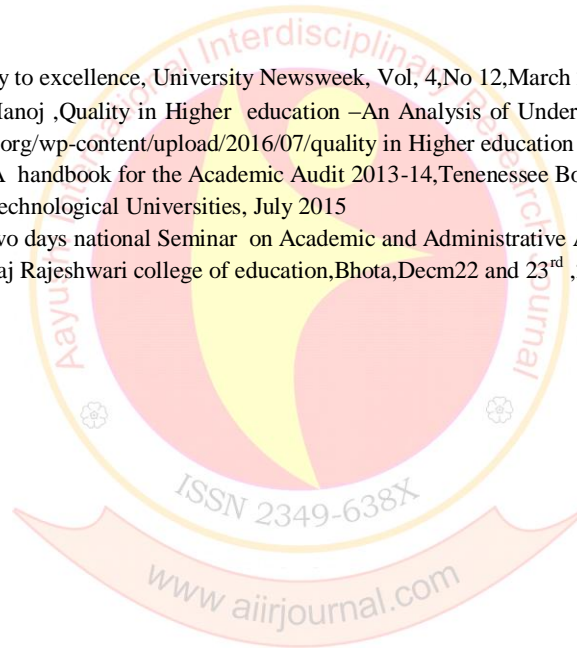 y to excellence, University Newsweek, Vol, 4,No 12,March
Manoj ,Quality in Higher education –An Analysis of Under
.org/wp-content/upload/2016/07/quality in Higher education
A handbook for the Academic Audit 2013-14,Tenenessee Bo
echnological Universities, July 2015
wo days national Seminar on Academic and Administrative A
aj Rajeshwari college of education,Bhota,Decm22 and 23rd ,
Aayushi International Interdisciplinary Research Journal
ISSN 2349-638X
www aiirjournal.com